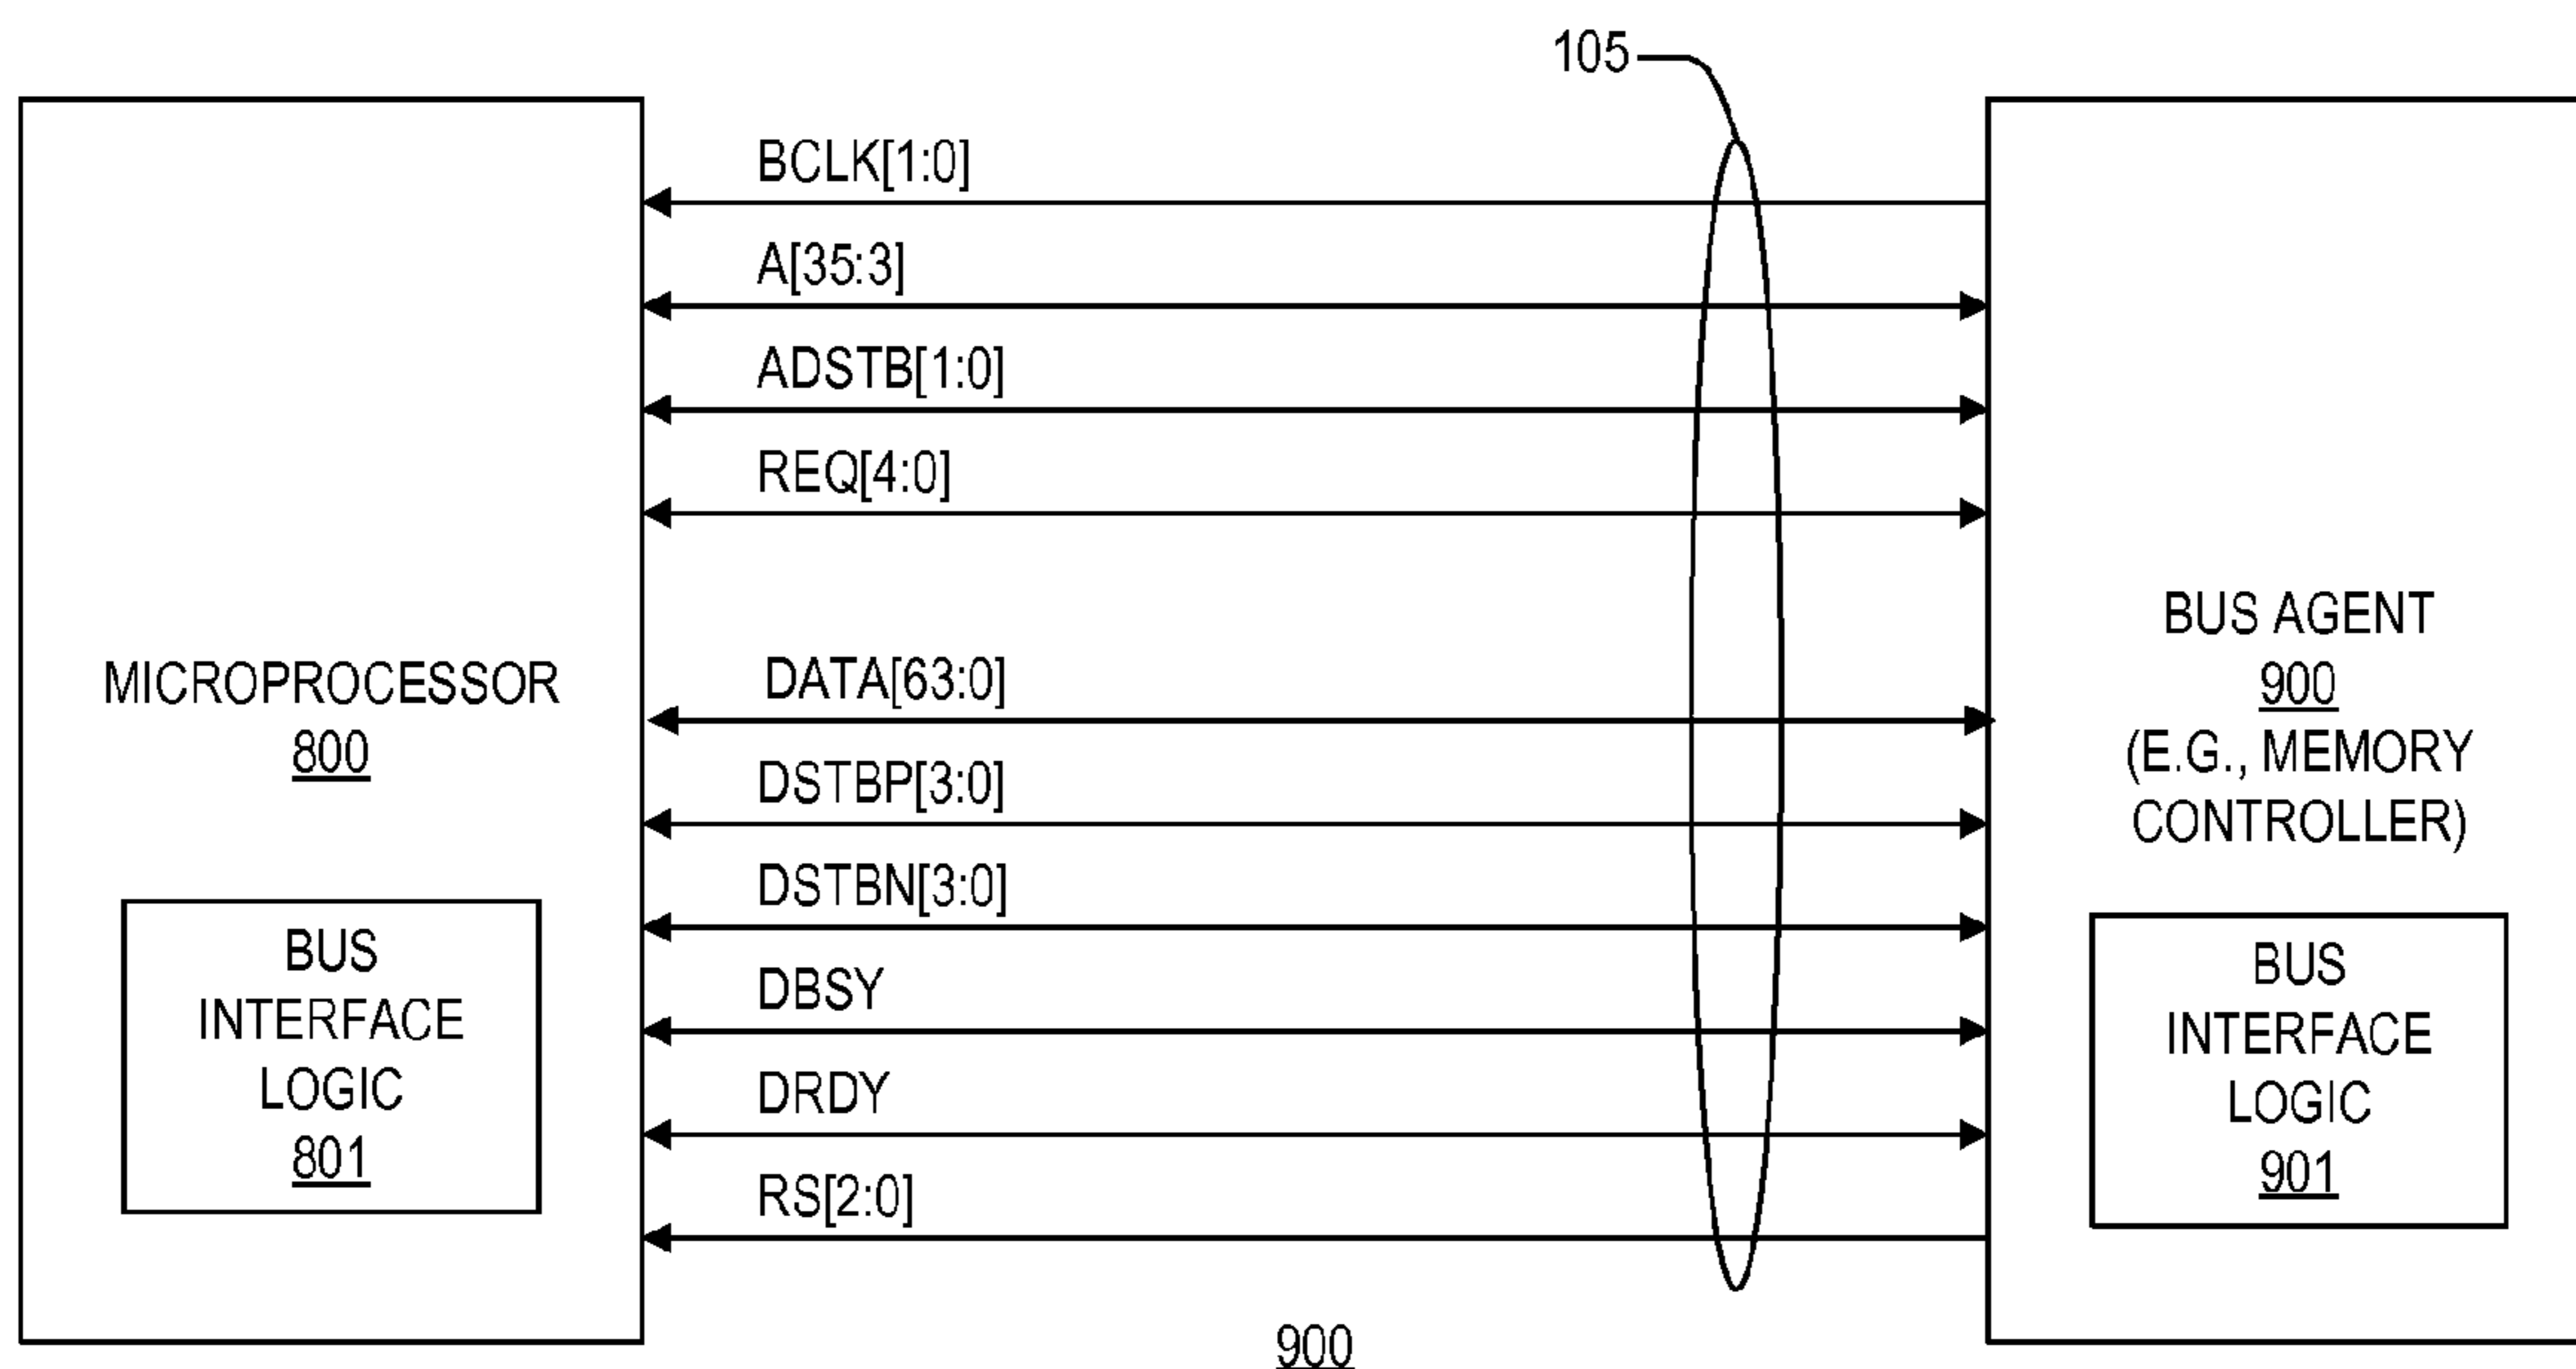 105
BCLK[1:0]
A[35:3]
ADSTB[1:0]
REQ[4:0]
DATA[63:0]
DSTBP[3:0]
DSTBN[3:0]
DBSY
DRDY
RS[2:0]
MICROPROCESSOR
800
BUS
INTERFACE
LOGIC
801
BUS AGENT
900
(E.G., MEMORY
CONTROLLER)
BUS
INTERFACE
LOGIC
901
900